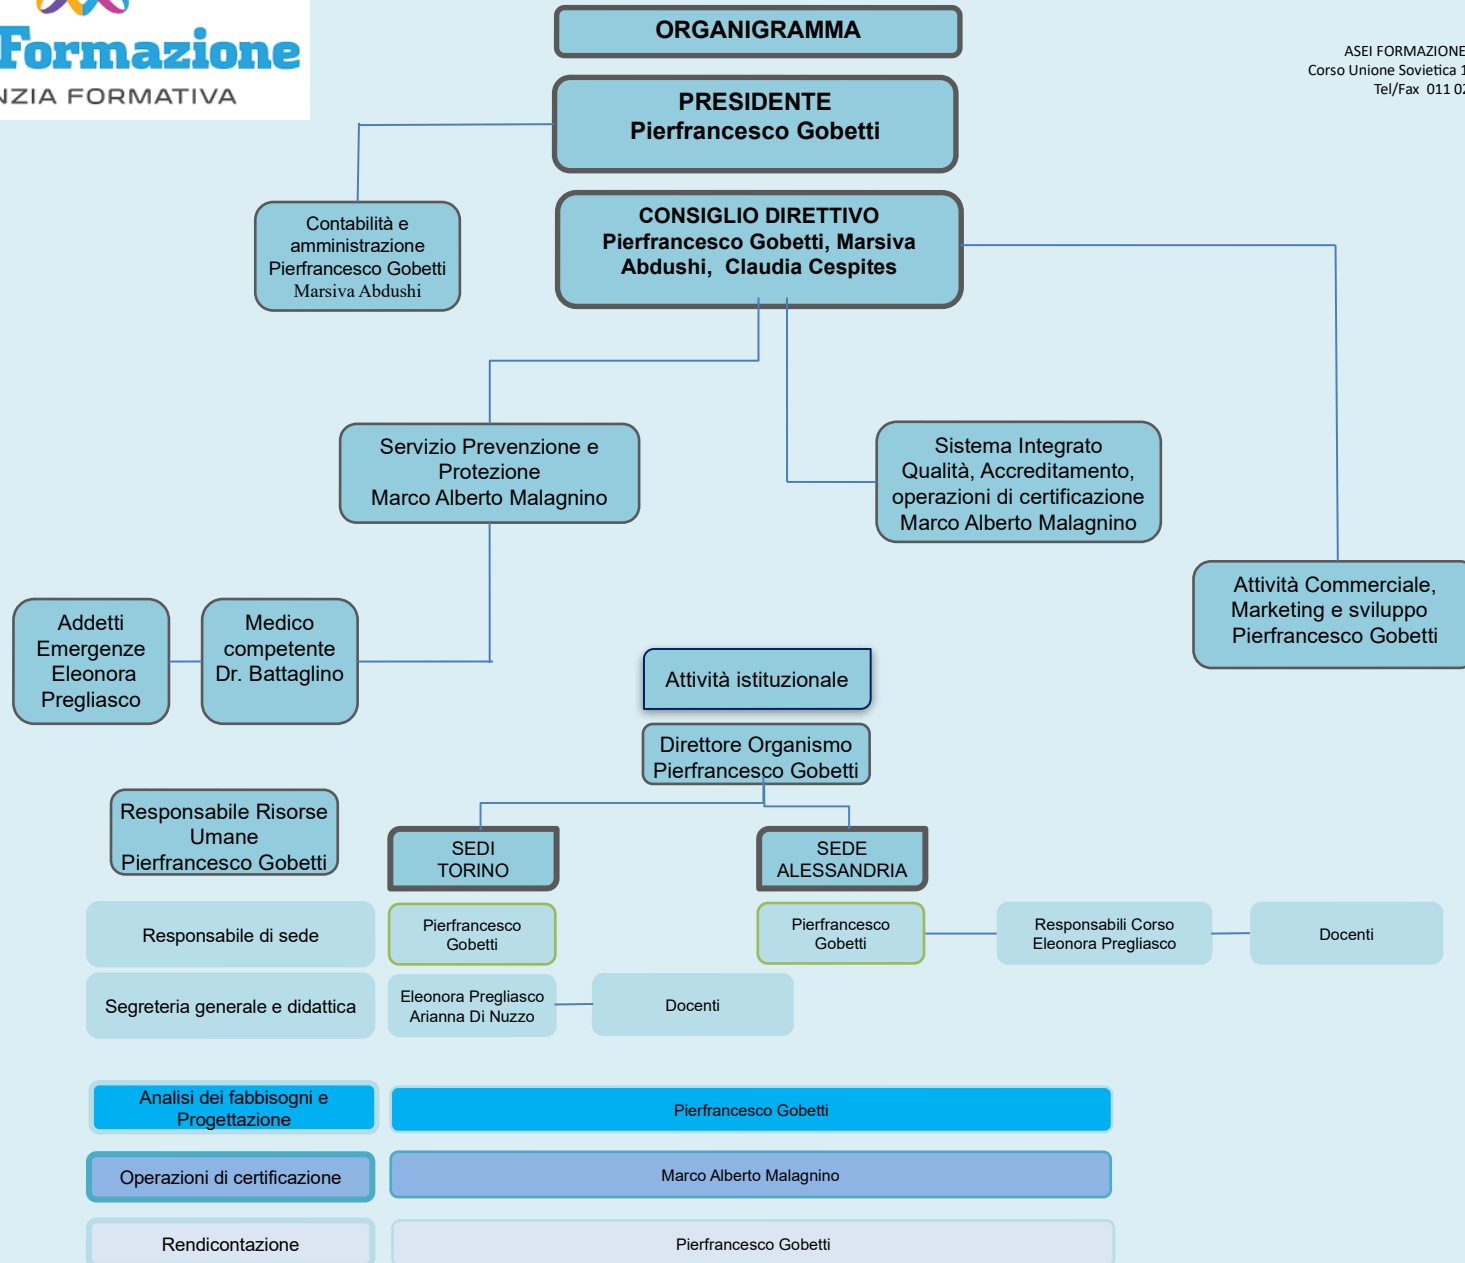 Formazione
NZIA FORMATIVA
ORGANIGRAMMA
ASEI FORMAZIONE
Corso Unione Sovietica 1
Tel/Fax 011 02
PRESIDENTE
Pierfrancesco Gobetti
Contabilità e
amministrazione
Pierfrancesco Gobetti
Marsiva Abdushi
CONSIGLIO DIRETTIVO
Pierfrancesco Gobetti, Marsiva
Abdushi, Claudia Cespites
Servizio Prevenzione e
Protezione
Marco Alberto Malagnino
Sistema Integrato
Qualità, Accreditamento,
operazioni di certificazione
Marco Alberto Malagnino
Attività Commerciale,
Marketing e sviluppo
Pierfrancesco Gobetti
Addetti
Emergenze
Eleonora
Pregliasco
Medico
competente
Dr. Battaglino
Attività istituzionale
Direttore Organismo
Pierfrancesco Gobetti
Responsabile Risorse
Umane
Pierfrancesco Gobetti
SEDI
TORINO
SEDE
ALESSANDRIA
Responsabile di sede
Pierfrancesco
Gobetti
Pierfrancesco
Gobetti
Responsabili Corso
Eleonora Pregliasco
Docenti
Segreteria generale e didattica
Eleonora Pregliasco
Arianna Di Nuzzo
Docenti
Analisi dei fabbisogni e
Progettazione
Pierfrancesco Gobetti
Operazioni di certificazione
Marco Alberto Malagnino
Rendicontazione
Pierfrancesco Gobetti